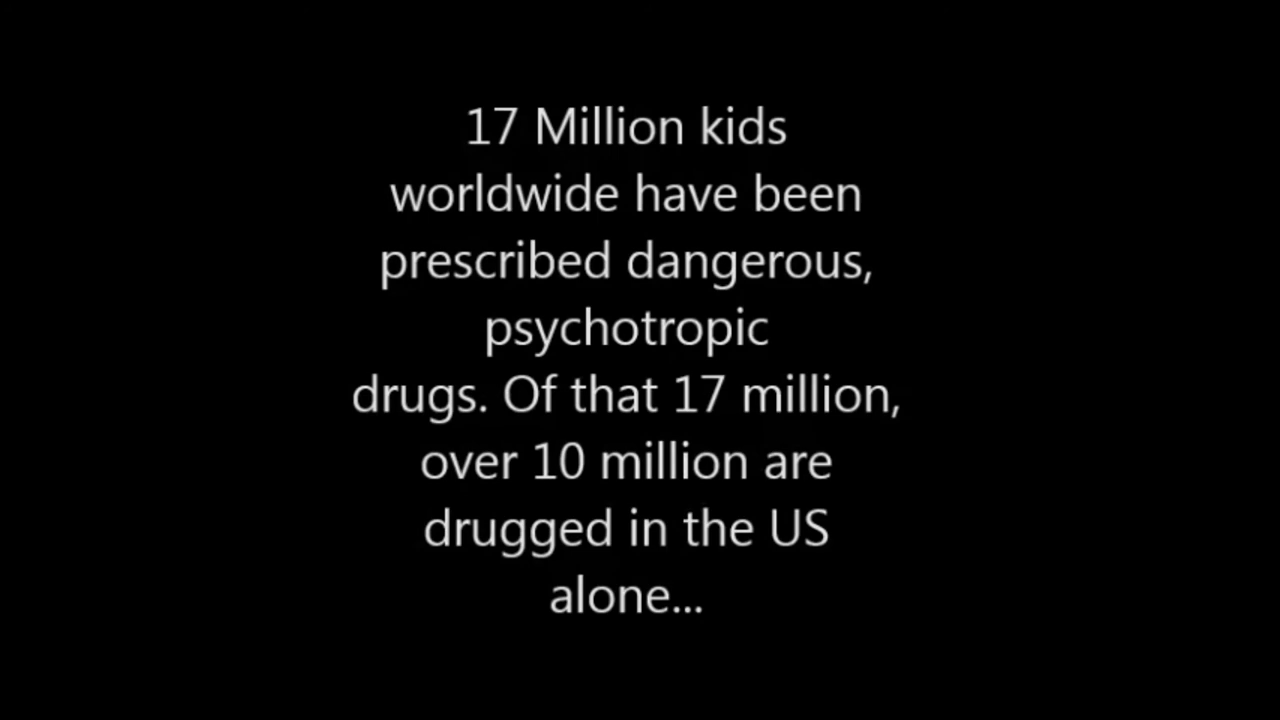 17 Million kids
worldwide have been
prescribed dangerous,
psychotropic
drugs. Of that 17 million,
over 10 million are
drugged in the US
alone...